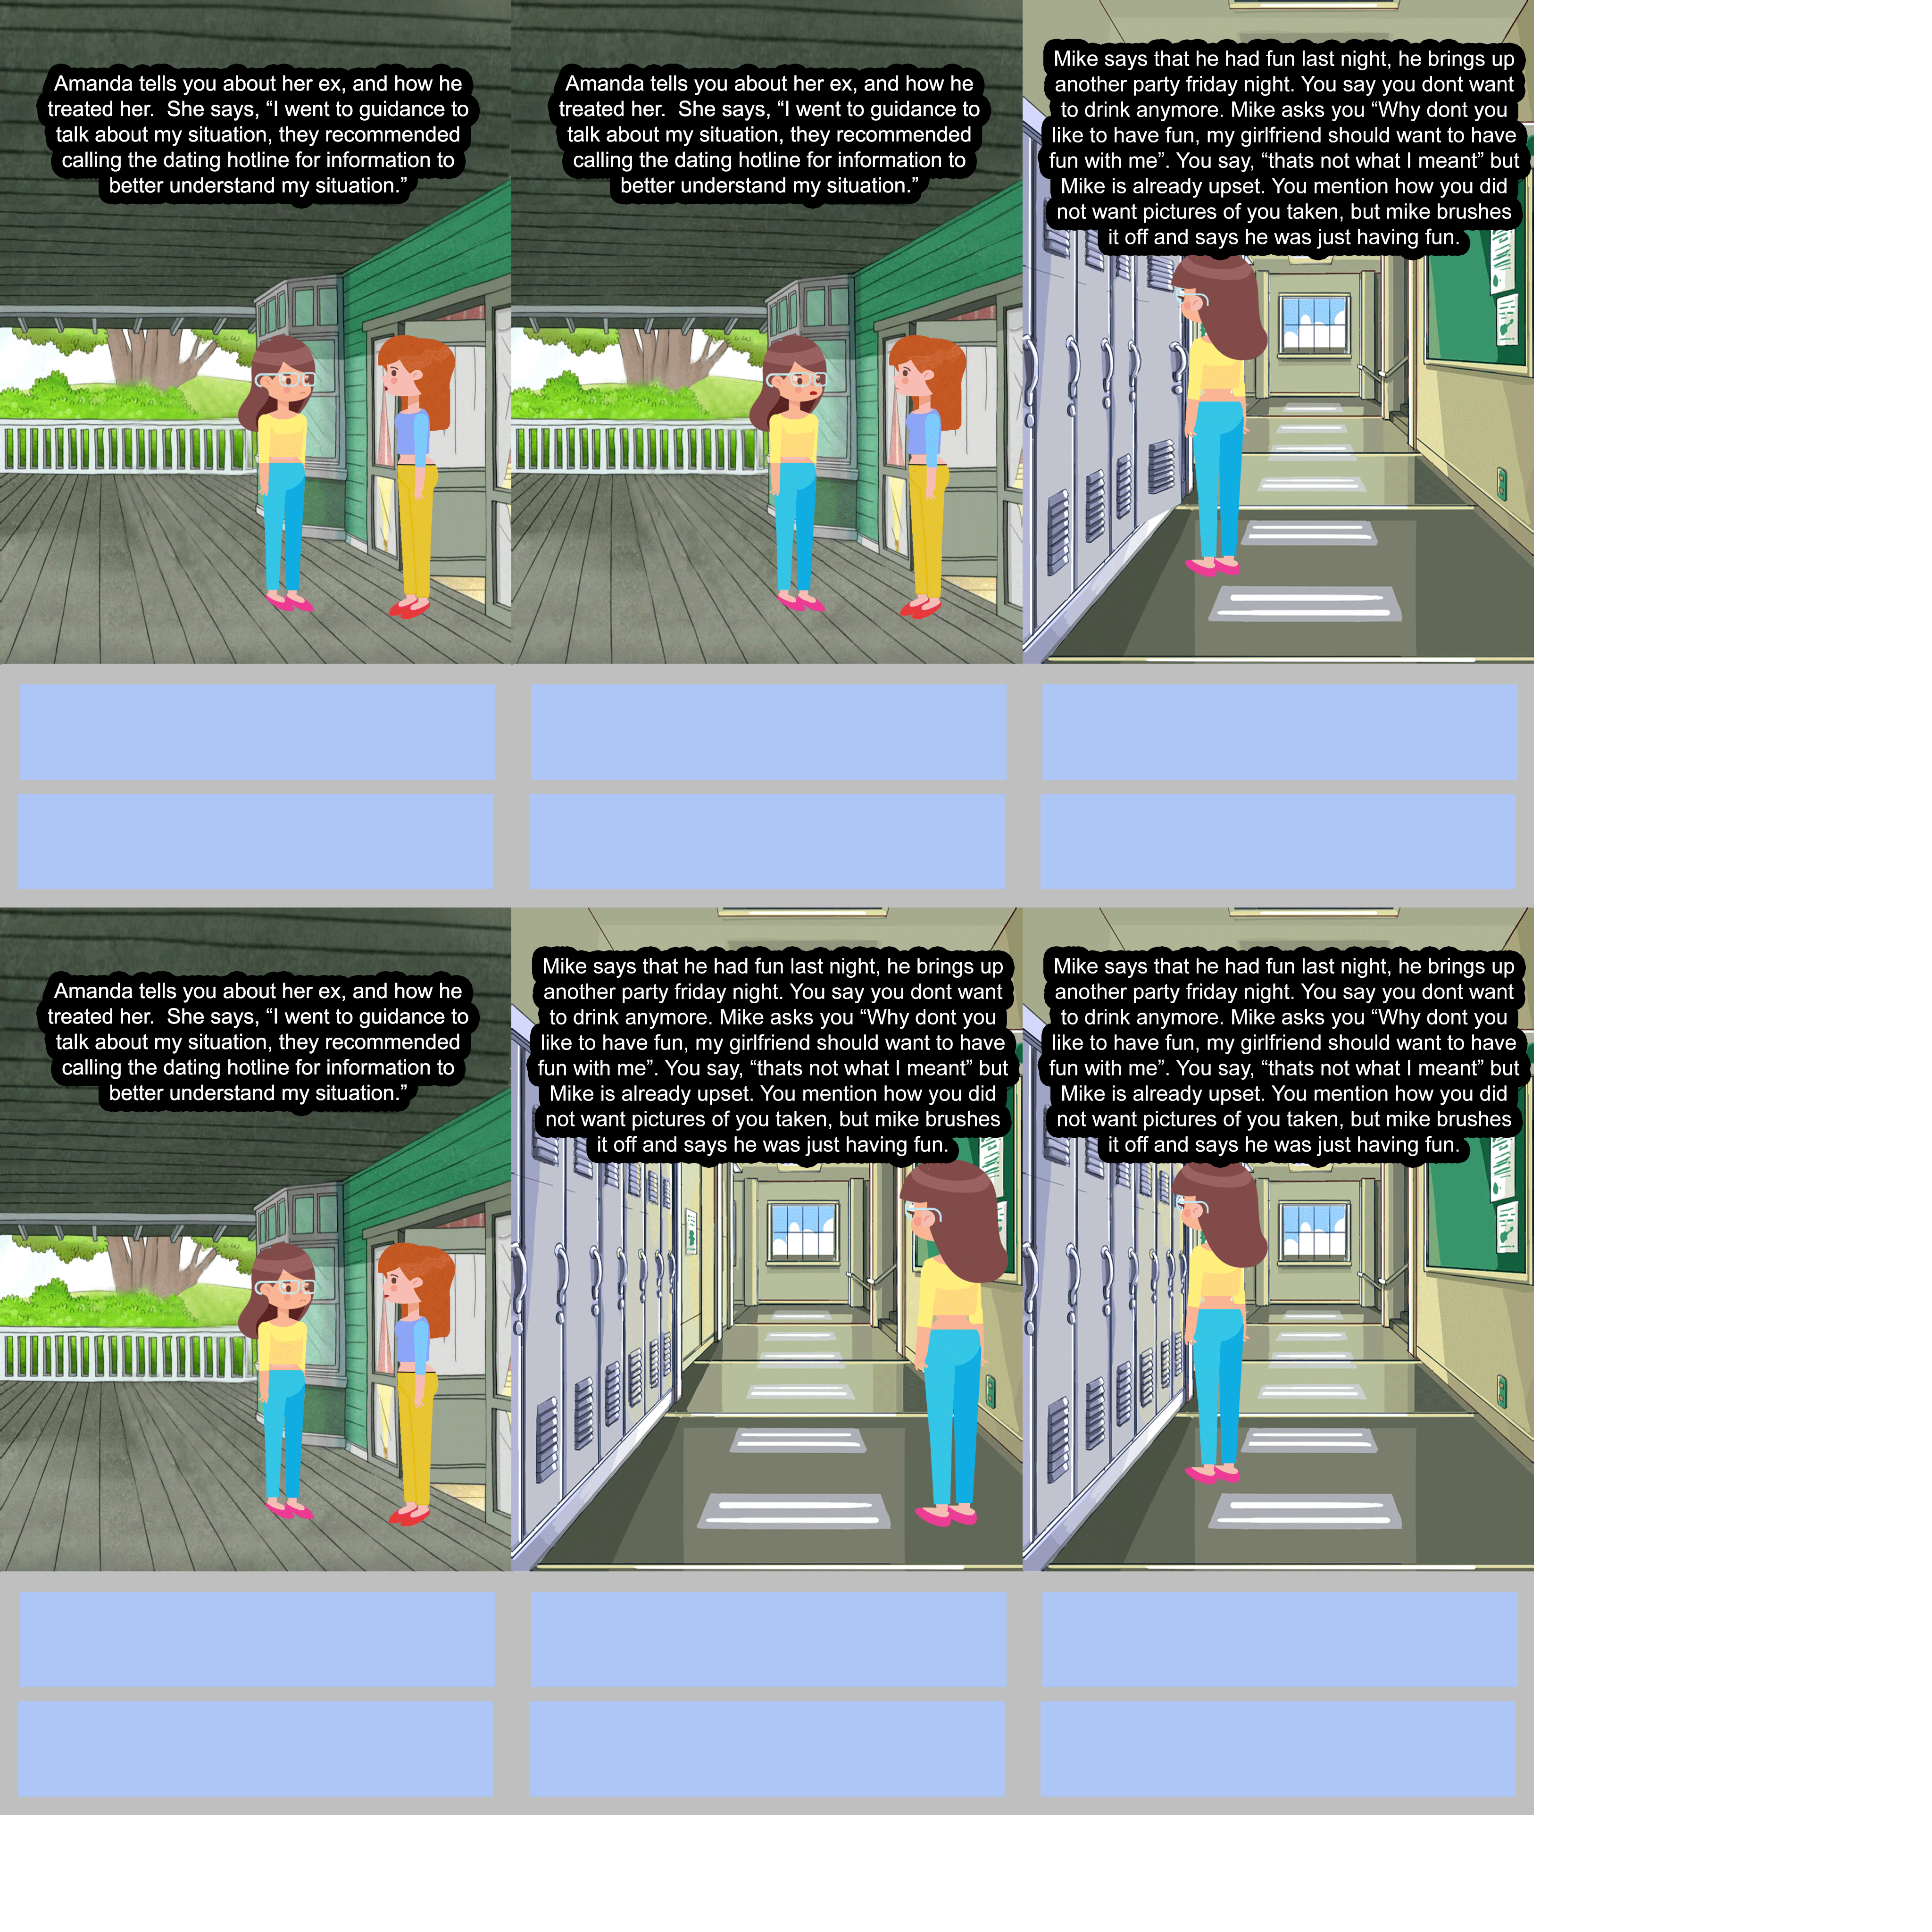 Amanda tells you about her ex, and how he
treated her.  She says, “I went to guidance to
talk about my situation, they recommended
calling the dating hotline for information to
better understand my situation.”
Amanda tells you about her ex, and how he
treated her.  She says, “I went to guidance to
talk about my situation, they recommended
calling the dating hotline for information to
better understand my situation.”
Mike says that he had fun last night, he brings up
another party friday night. You say you dont want
to drink anymore. Mike asks you “Why dont you
like to have fun, my girlfriend should want to have
fun with me”. You say, “thats not what I meant” but
Mike is already upset. You mention how you did
not want pictures of you taken, but mike brushes
it off and says he was just having fun.
Amanda tells you about her ex, and how he
treated her.  She says, “I went to guidance to
talk about my situation, they recommended
calling the dating hotline for information to
better understand my situation.”
Mike says that he had fun last night, he brings up
another party friday night. You say you dont want
to drink anymore. Mike asks you “Why dont you
like to have fun, my girlfriend should want to have
fun with me”. You say, “thats not what I meant” but
Mike is already upset. You mention how you did
not want pictures of you taken, but mike brushes
it off and says he was just having fun.
Mike says that he had fun last night, he brings up
another party friday night. You say you dont want
to drink anymore. Mike asks you “Why dont you
like to have fun, my girlfriend should want to have
fun with me”. You say, “thats not what I meant” but
Mike is already upset. You mention how you did
not want pictures of you taken, but mike brushes
it off and says he was just having fun.